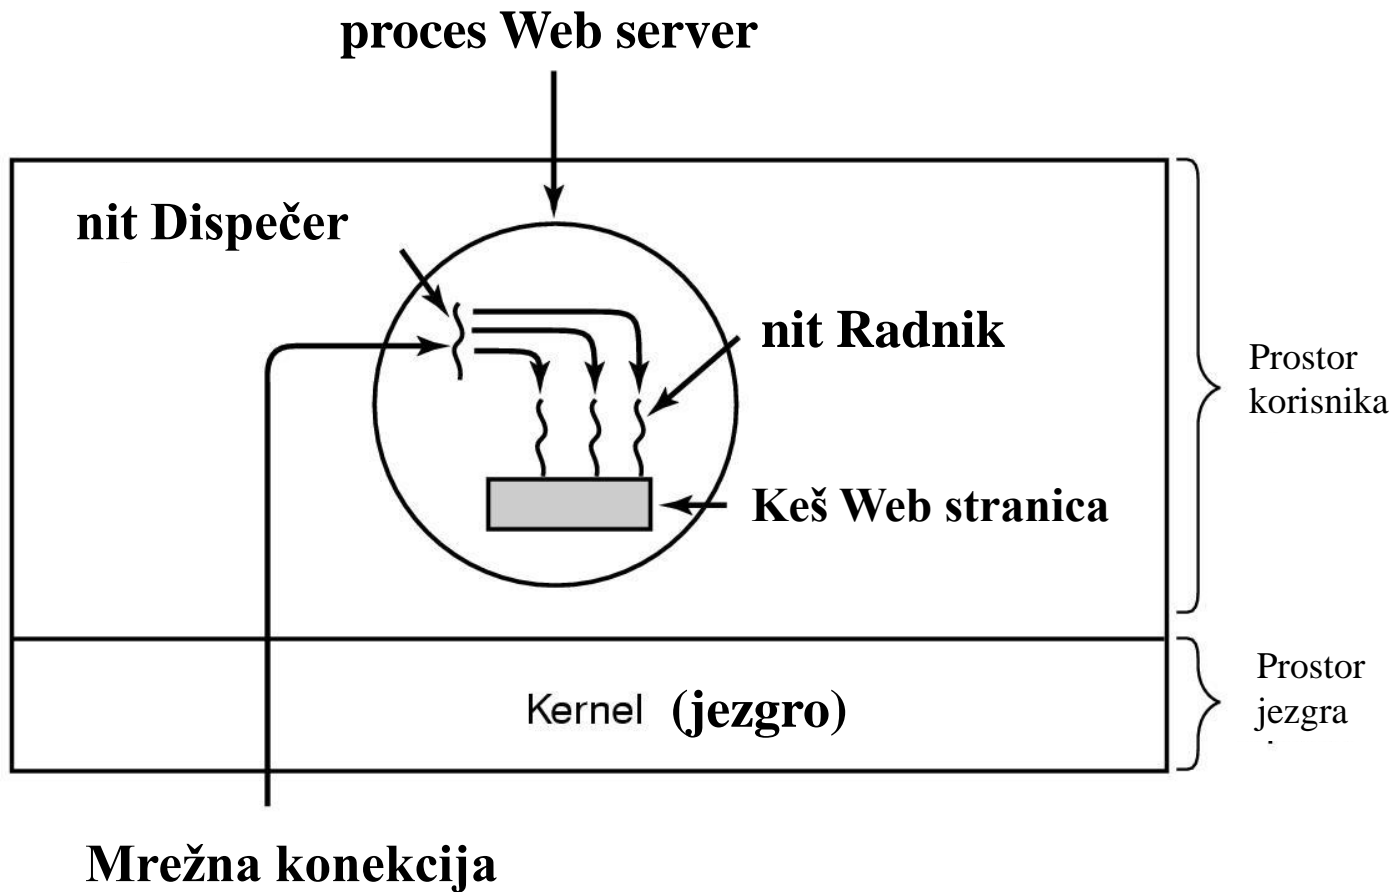 proces Web server
nit Dispečer
nit Radnik
Prostor
korisnika
Keš Web stranica
Prostor
jezgra
Kernel (jezgro)
Mrežna konekcija